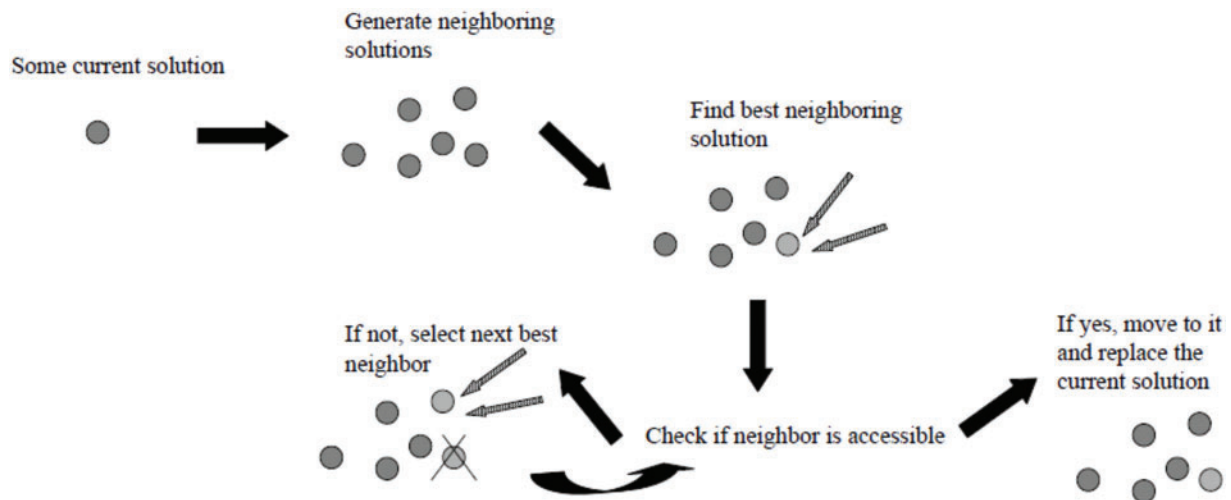 Some current solution
Generate neighboring
solutions
Find best neighboring
solution
If not, select next best
neighbor
Check if neighbor is accessible
If yes, move to it
and replace the
current solution